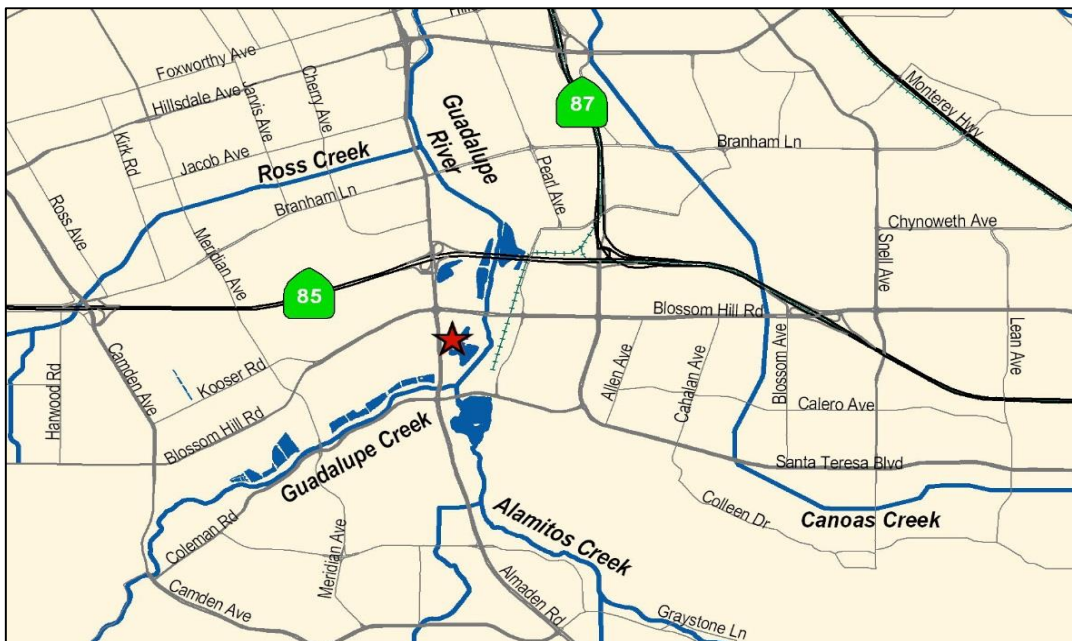 Foxworthy Ave
Hillsdale Ave
Jarvis Ave
Cherry Ave
Kirk Rd
Jacob Ave
Ross Creek
Guadalupe
River
87
Monterey Hwy
Branham Ln
Pearl Ave
Branham Ln
Ross Ave
Meridian Ave
Chynoweth Ave
Snell Ave
85
Blossom Hill Rd
Lean Ave
Blossom Ave
Camden Ave
Kooser Rd
Harwood Rd
Allen Ave
Cahalan Ave
Calero Ave
Blossom Hill Rd
Guadalupe Creek
Santa Teresa Blvd
Colleen Dr
Canoas Creek
Coleman Rd
Meridian Ave
Alamitos Creek
Almaden Rd
Camden Ave
Graystone Ln